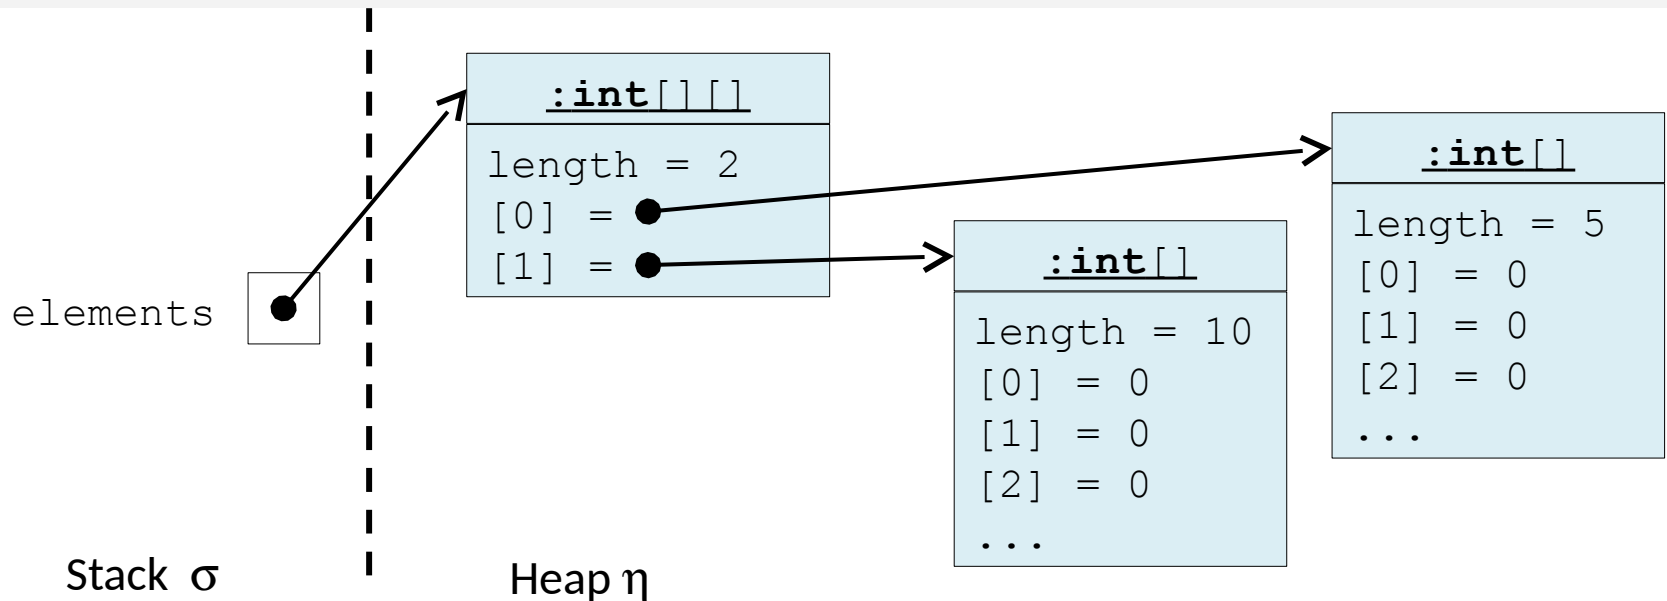 :int[][]
length = 2
[0] =
[1] =
:int[]
length = 5
[0] = 0
[1] = 0
[2] = 0
...
:int[]
length = 10
[0] = 0
[1] = 0
[2] = 0
...
elements
Stack σ
Heap η